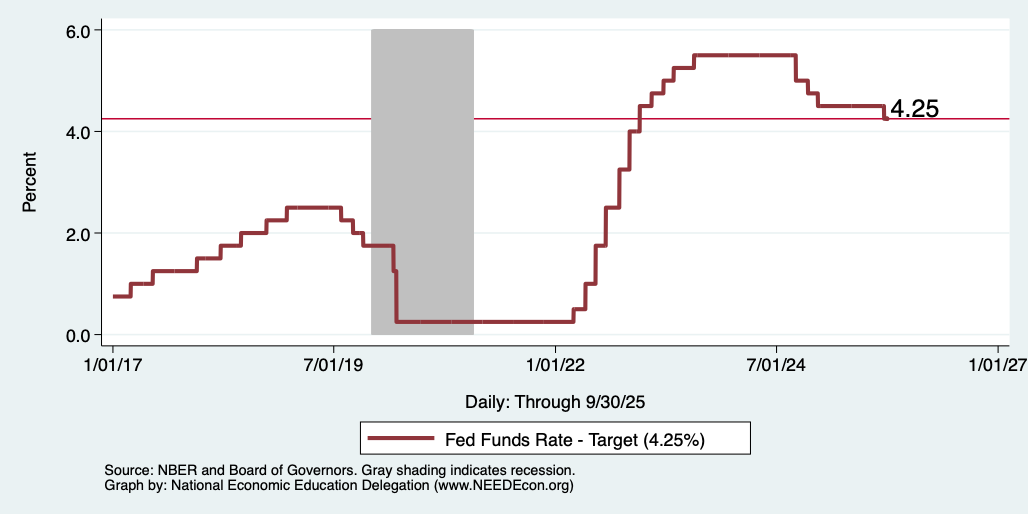 6.0
4.25
4.0
Percent
2.0
0.0
1/01/17 7/01/19 1/01/22 7/01/24 1/01/27
Daily: Through 9/30/25
Fed Funds Rate - Target (4.25%)
Source: NBER and Board of Governors. Gray shading indicates recession.
Graph by: National Economic Education Delegation (www.NEEDEcon.org)